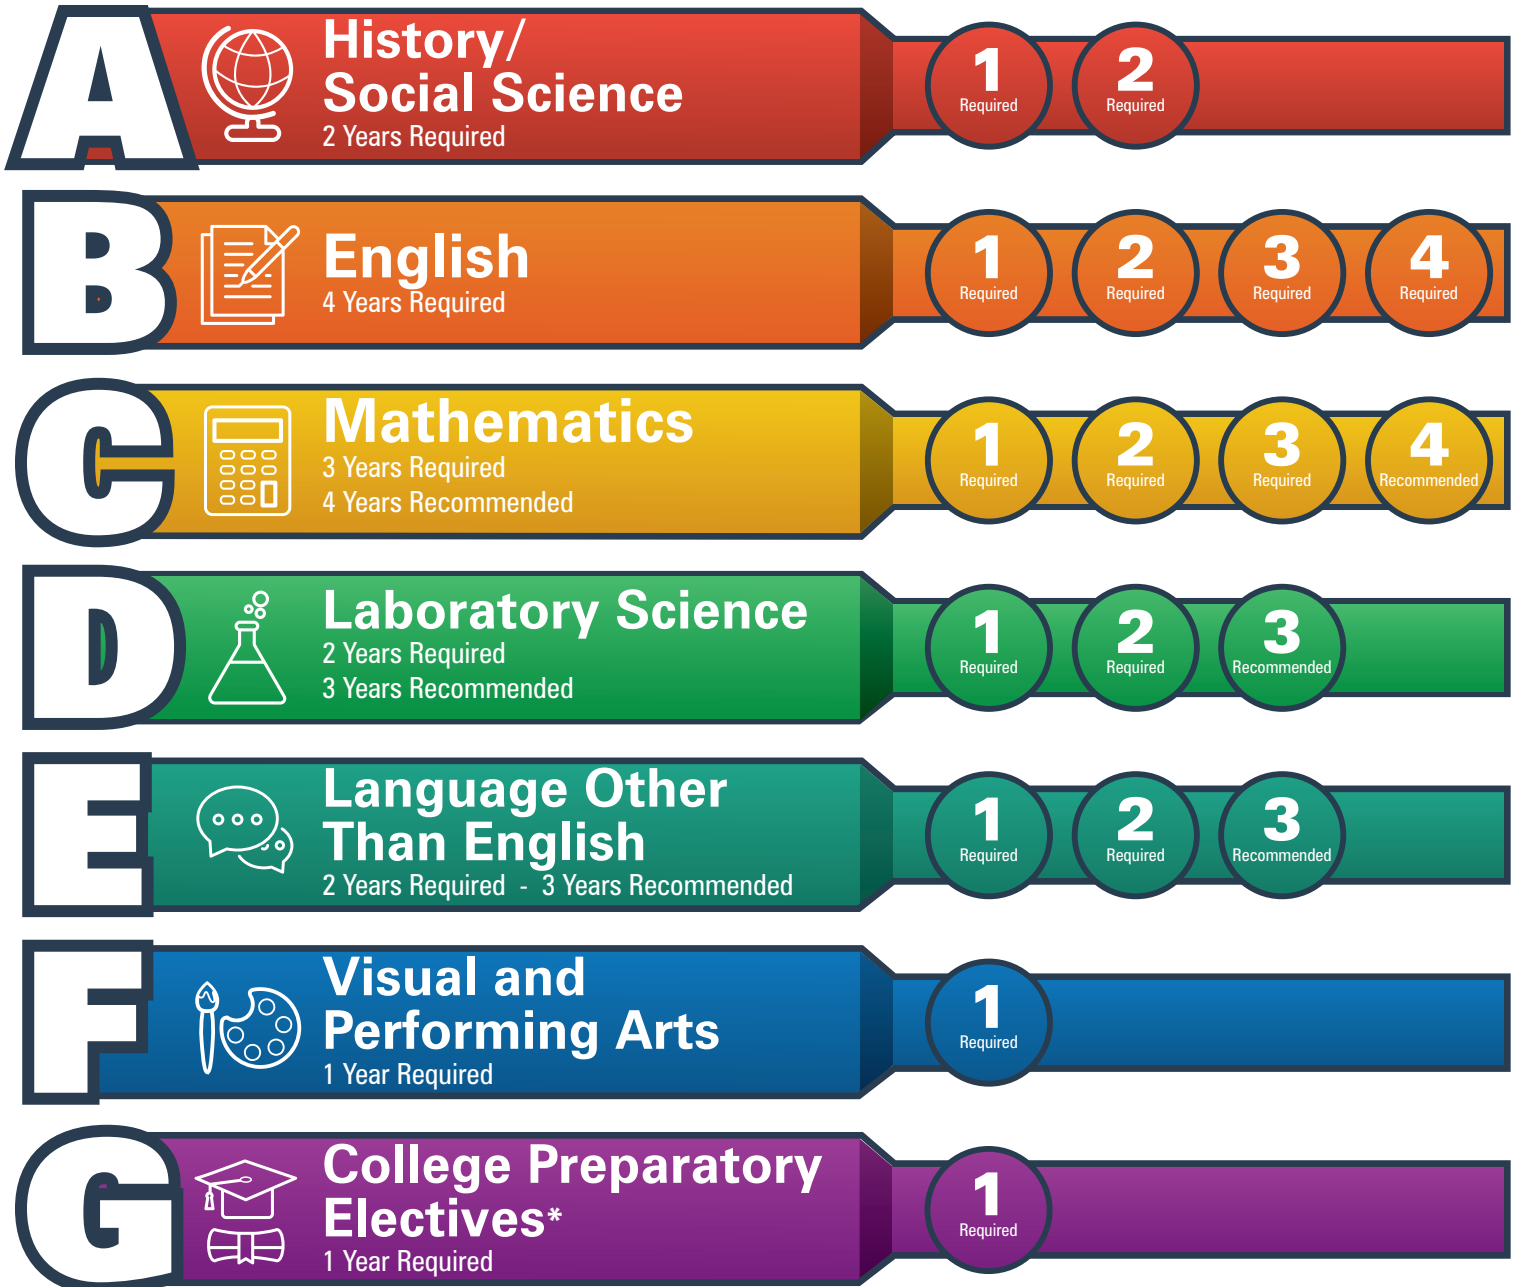 A
History/
Social Science
2 Years Required
1 2
Required Required
B
English
4 Years Required
1 2 3 4
Required Required Required Required
C
Mathematics
3 Years Required
4 Years Recommended
1 2 3 4
Required Required Required Recommended
D
Laboratory Science
2 Years Required
3 Years Recommended
1 2 3
Required Required Recommended
E
Language Other
Than English
2 Years Required - 3 Years Recommended
1 2 3
Required Required Recommended
F
Visual and
Performing Arts
1 Year Required
1
Required
G
College Preparatory
Electives*
1 Year Required
1
Required